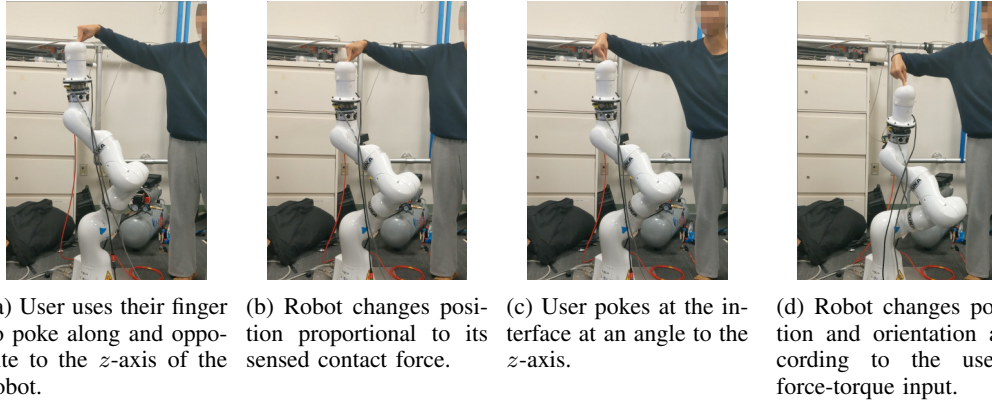 a) User uses their finger
o poke along and oppo-
ite to the z-axis of the
obot.
(b) Robot changes posi-
tion proportional to its
sensed contact force.
(c) User pokes at the in-
terface at an angle to the
z-axis.
(d) Robot changes po
tion and orientation a
cording to the use
force-torque input.